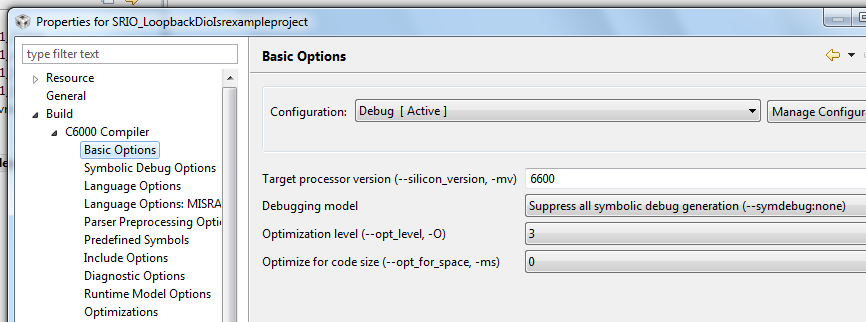 Properties for SRIO_LoopbackDioIsrexampleproject
type filter text
Basic Options
Resource
General
Build
C6000 Compiler
Basic Options
Symbolic Debug Options
Language Options
Language Options: MISRA
Parser Preprocessing Optio
Predefined Symbols
Include Options
Diagnostic Options
Runtime Model Options
Optimizations
Configuration:
Debug [ Active ]
Manage Configur
Target processor version (--silicon_version, -mv)
6600
Debugging model
Suppress all symbolic debug generation (--symdebug:none)
Optimization level (--opt_level, -O)
3
Optimize for code size (--opt_for_space, -ms)
0